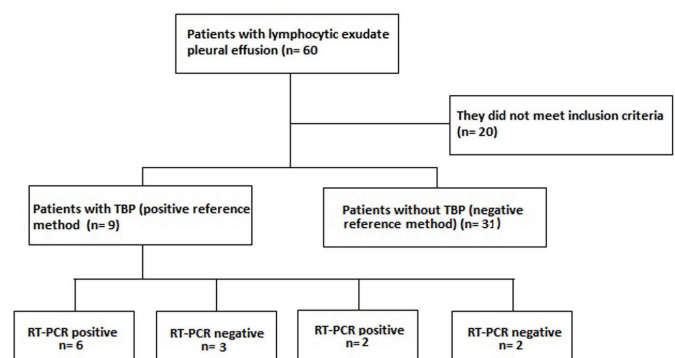 Patients with lymphocytic exudate
pleural effusion (n= 60
They did not meet inclusion criteria
(n= 20)
Patients with TBP (positive reference
method (n= 9)
Patients without TBP (negative
reference method) (n= 31)
RT-PCR positive
n= 6
RT-PCR negative
n= 3
RT-PCR positive
n= 2
RT-PCR negative
n= 2